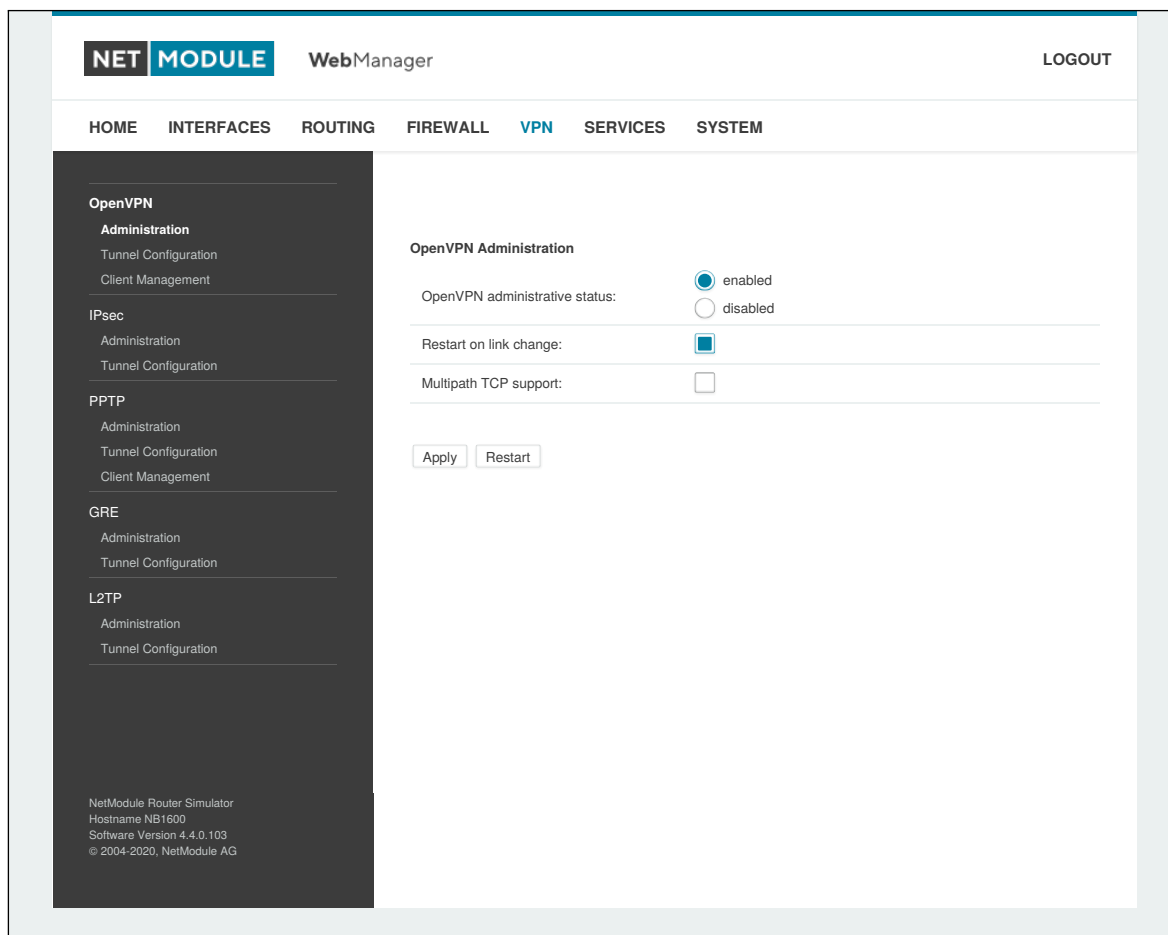 NET MODULE WebManager LOGOUT
HOME INTERFACES ROUTING FIREWALL VPN SERVICES SYSTEM
OpenVPN
Administration
Tunnel Configuration
Client Management
IPsec
Administration
Tunnel Configuration
PPTP
Administration
Tunnel Configuration
Client Management
GRE
Administration
Tunnel Configuration
L2TP
Administration
Tunnel Configuration
NetModule Router Simulator
Hostname NB1600
Software Version 4.4.0.103
© 2004-2020, NetModule AG
OpenVPN Administration
OpenVPN administrative status:
enabled
disabled
Restart on link change:
Multipath TCP support:
Apply Restart